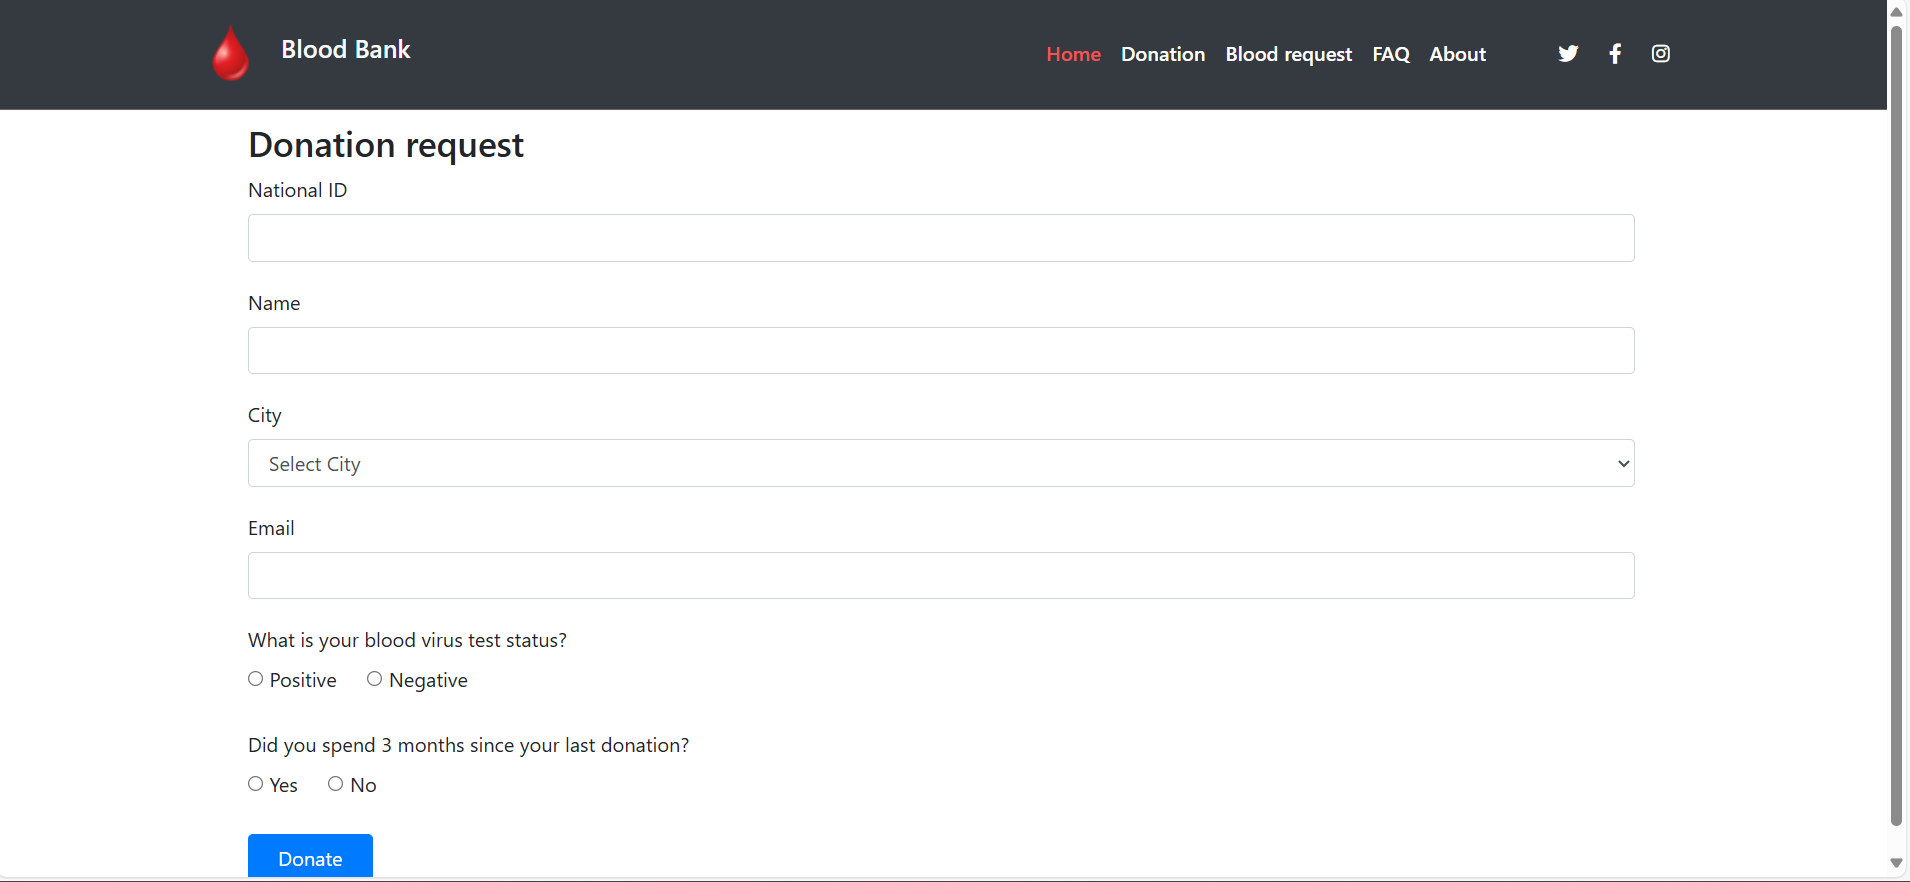 Blood Bank
Home Donation Blood request FAQ About
Donation request
National ID
Name
City
Select City
Email
What is your blood virus test status?
Positive Negative
Did you spend 3 months since your last donation?
Yes No
Donate